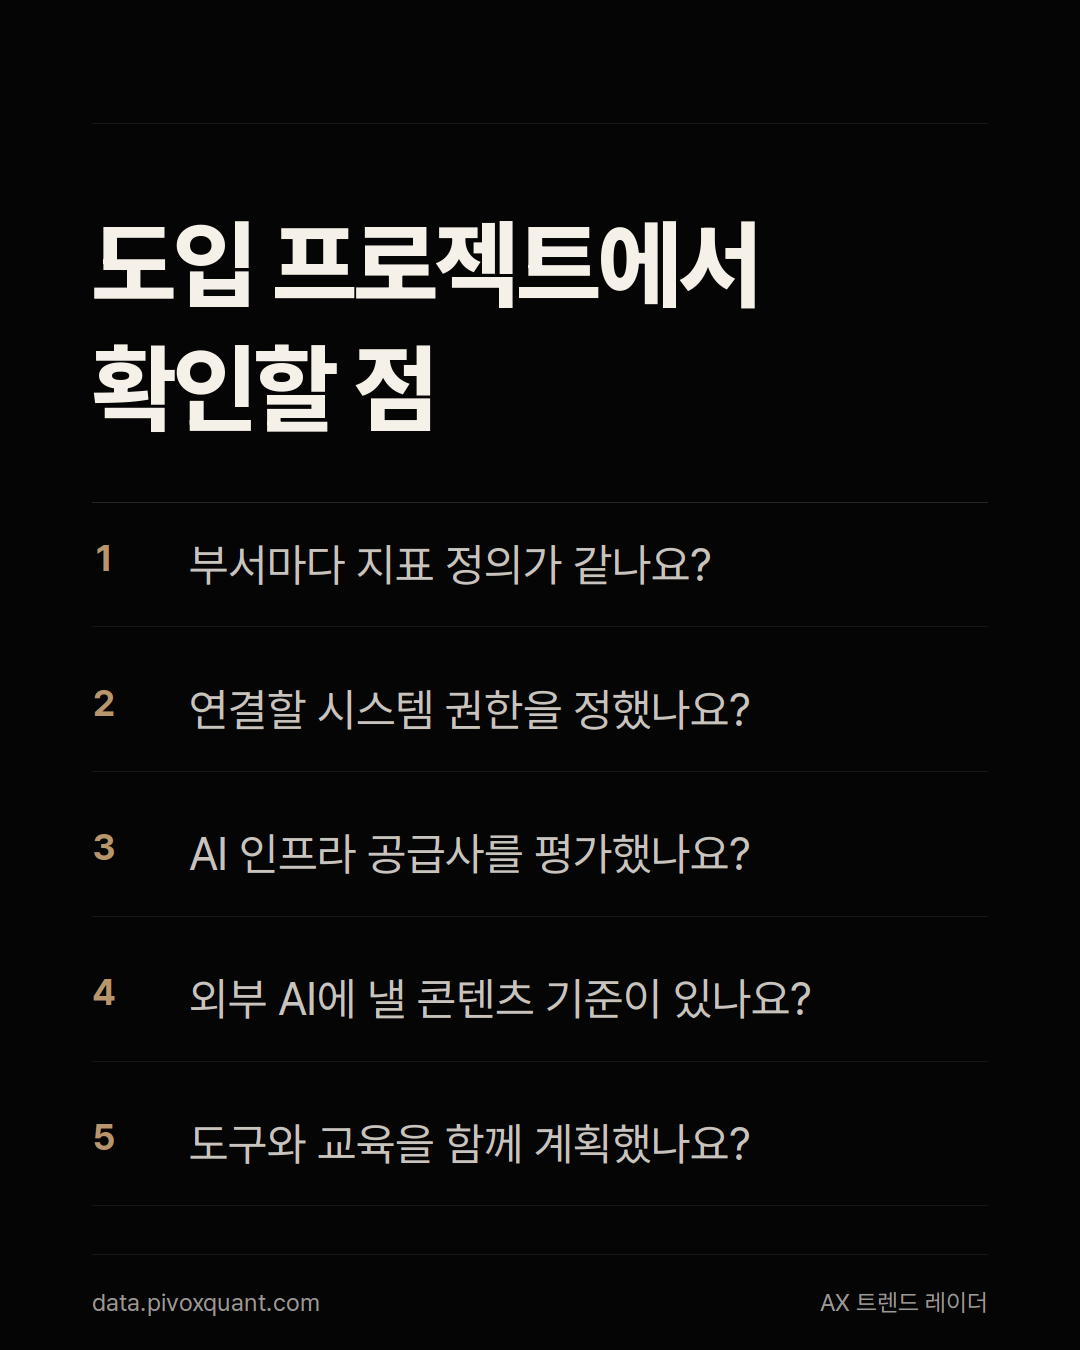 도입 프로젝트에서
확인할 점
1 부서마다 지표 정의가 같나요?
2 연결할 시스템 권한을 정했나요?
3 AI 인프라 공급사를 평가했나요?
4 외부 AI에 낼 콘텐츠 기준이 있나요?
5 도구와 교육을 함께 계획했나요?
data.pivoxquant.com AX 트렌드 레이더